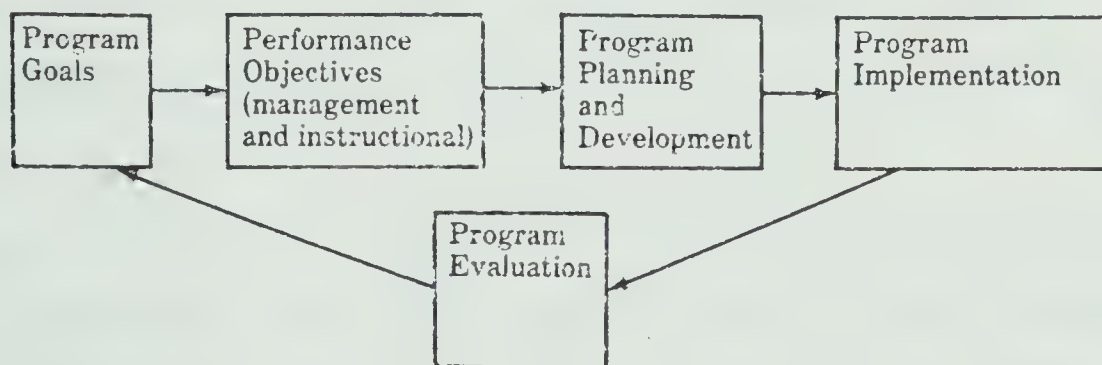 Program
Goals
Performance
Objectives
(management
and instructional)
Program
Planning
and
Development
Program
Implementation
Program
Evaluation